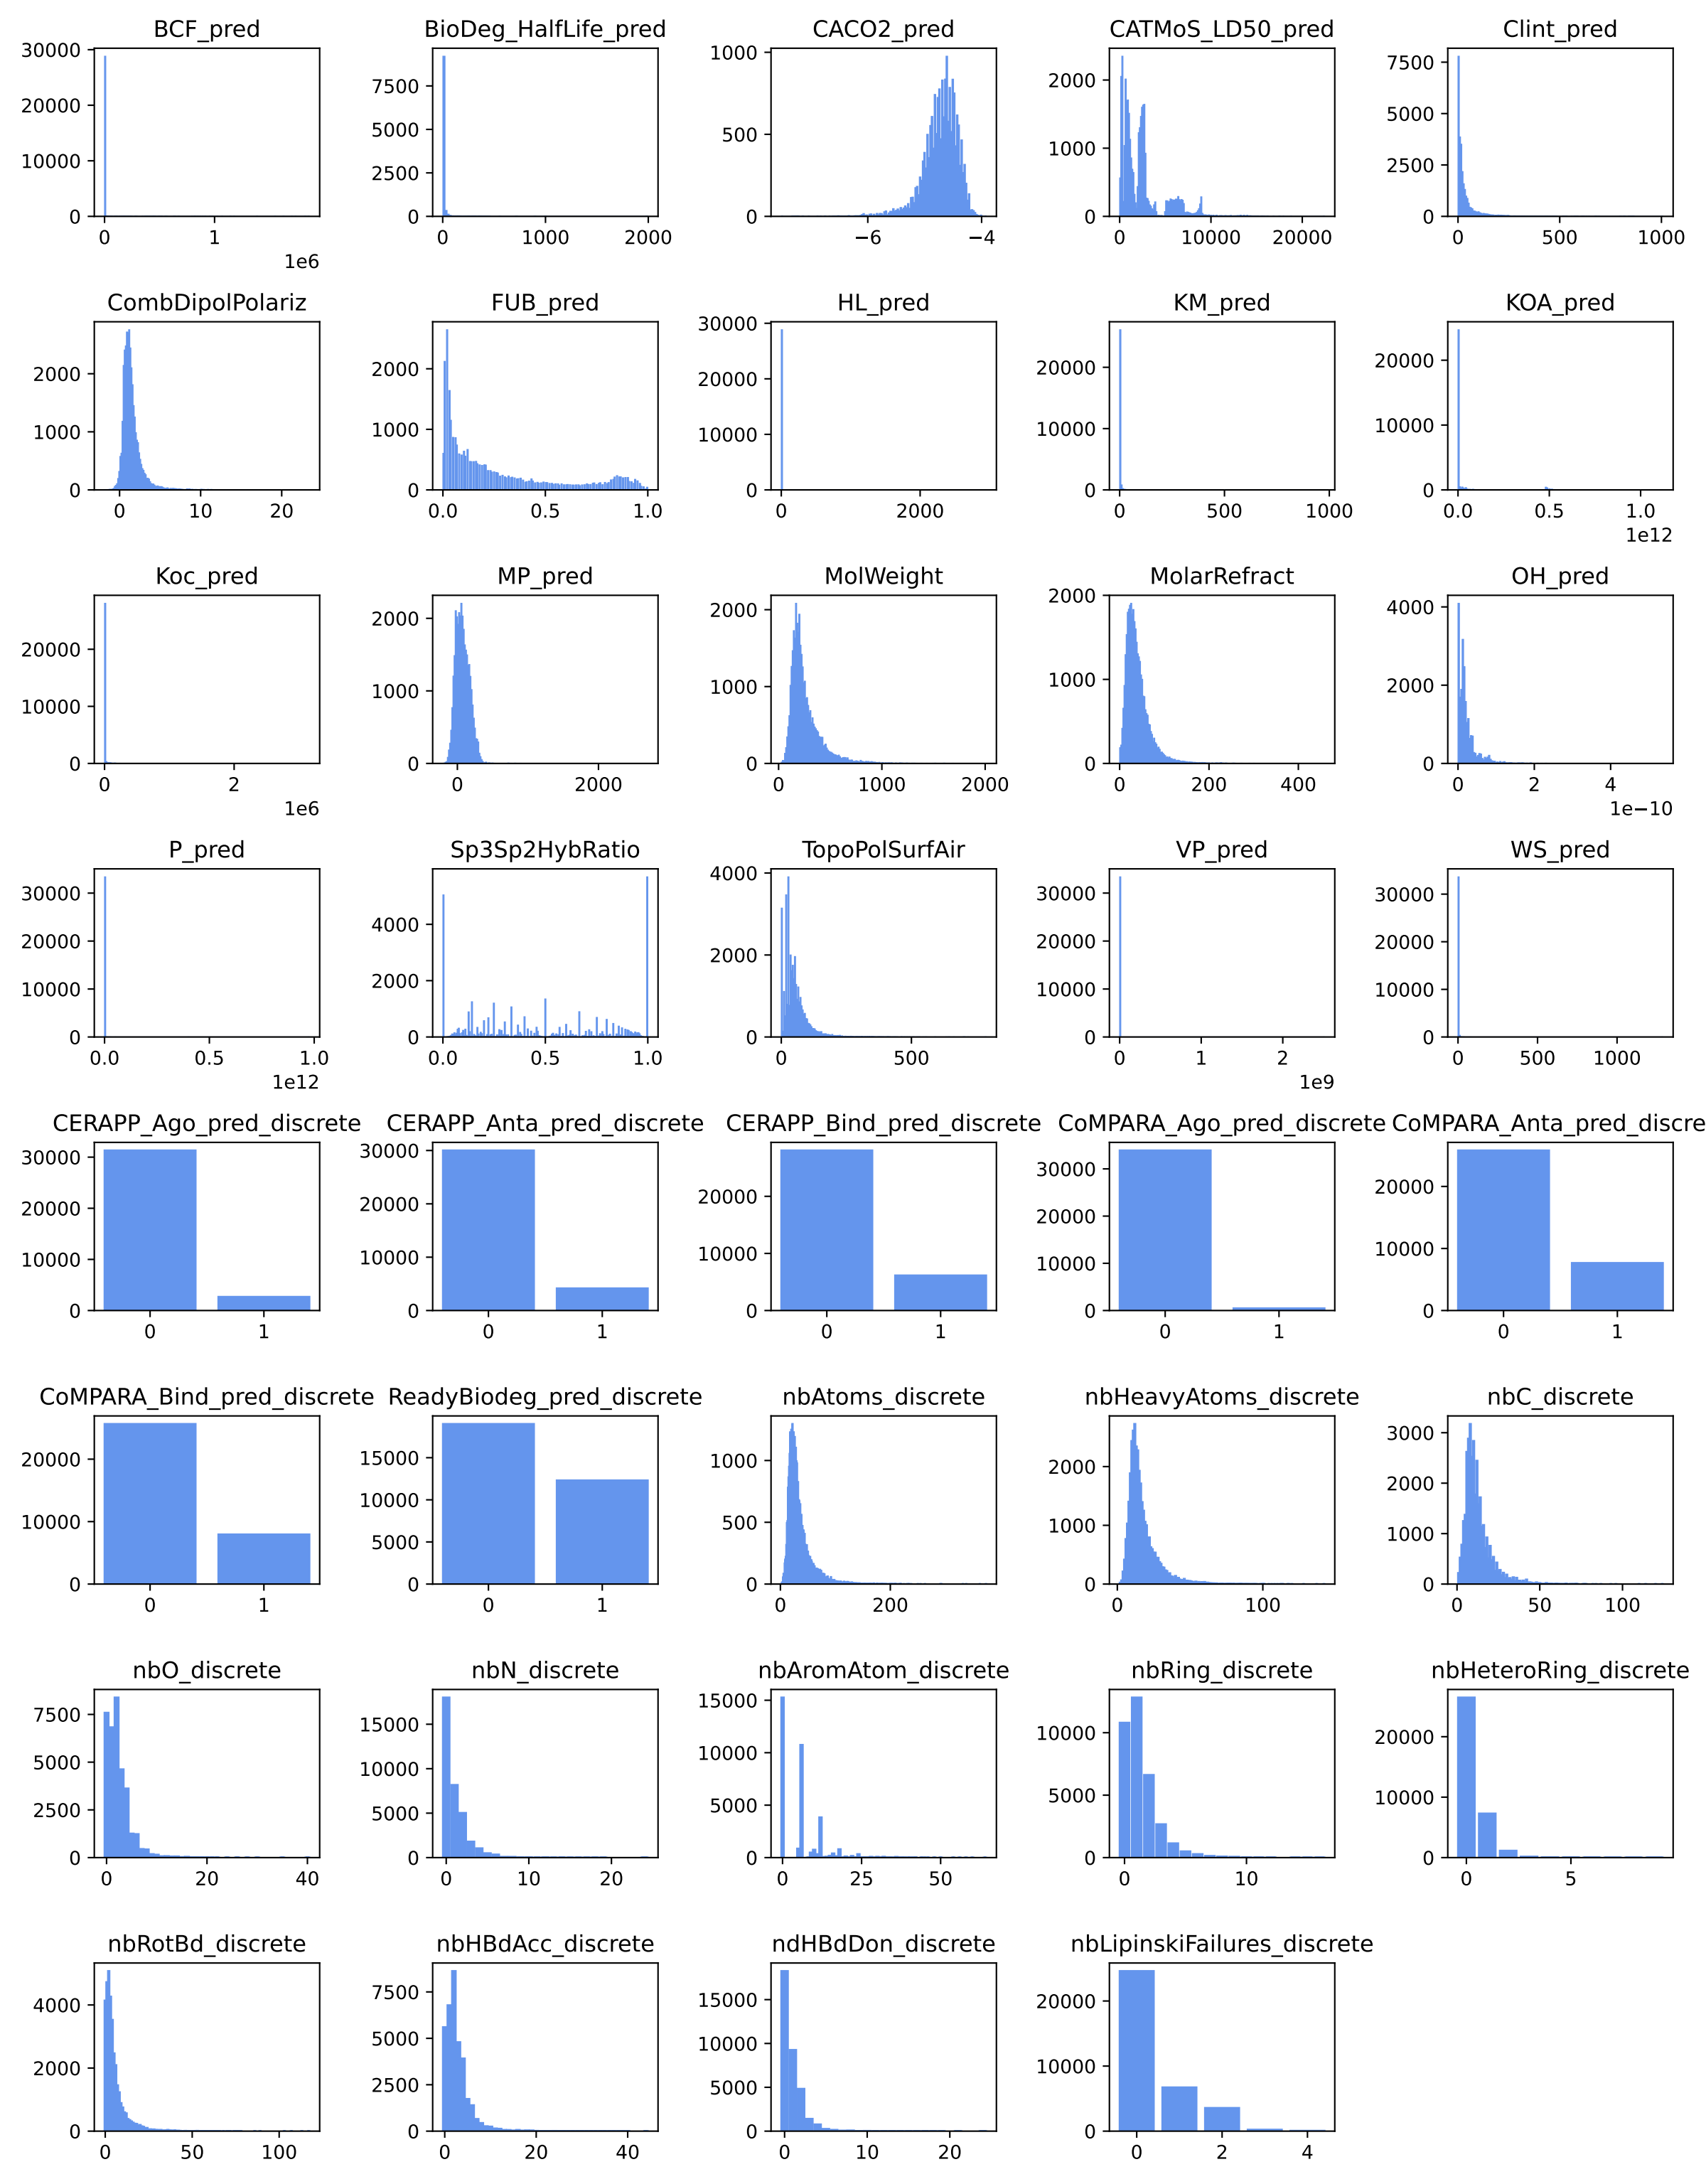 BCF_pred BioDeg_HalfLife_pred CACO2_pred CATMoS_LD50_pred Clint_pred
30000 20000 10000 0
0 1
1e6
7500 5000 2500 0
0 1000 2000
1000 500 0
−6 −4
2000 1000 0
0 10000 20000
7500 5000 2500 0
0 500 1000
CombDipolPolariz FUB_pred HL_pred KM_pred KOA_pred
2000 1000 0
0 10 20
2000 1000 0
0.0 0.5 1.0
30000 20000 10000 0
0 2000
20000 10000 0
0 500 1000
20000 10000 0
0.0 0.5 1.0
1e12
Koc_pred MP_pred MolWeight MolarRefract OH_pred
20000 10000 0
0 2
1e6
2000 1000 0
0 2000
2000 1000 0
0 1000 2000
2000 1000 0
0 200 400
4000 2000 0
0 2 4
1e−10
P_pred Sp3Sp2HybRatio TopoPolSurfAir VP_pred WS_pred
30000 20000 10000 0
0.0 0.5 1.0
1e12
4000 2000 0
0.0 0.5 1.0
4000 2000 0
0 500
30000 20000 10000 0
0 1 2
1e9
30000 20000 10000 0
0 500 1000
CERAPP_Ago_pred_discrete CERAPP_Anta_pred_discrete CERAPP_Bind_pred_discrete CoMPARA_Ago_pred_discrete CoMPARA_Anta_pred_discre
30000 20000 10000 0
0 1
30000 20000 10000 0
0 1
20000 10000 0
0 1
30000 20000 10000 0
0 1
20000 10000 0
0 1
CoMPARA_Bind_pred_discrete ReadyBiodeg_pred_discrete nbAtoms_discrete nbHeavyAtoms_discrete nbC_discrete
20000 10000 0
0 1
15000 10000 5000 0
0 1
1000 500 0
0 200
2000 1000 0
0 100
3000 2000 1000 0
0 50 100
nbO_discrete nbN_discrete nbAromAtom_discrete nbRing_discrete nbHeteroRing_discrete
7500 5000 2500 0
0 20 40
15000 10000 5000 0
0 10 20
15000 10000 5000 0
0 25 50
10000 5000 0
0 10
20000 10000 0
0 5
nbRotBd_discrete nbHBdAcc_discrete ndHBdDon_discrete nbLipinskiFailures_discrete
4000 2000 0
0 50 100
7500 5000 2500 0
0 20 40
15000 10000 5000 0
0 10 20
20000 10000 0
0 2 4